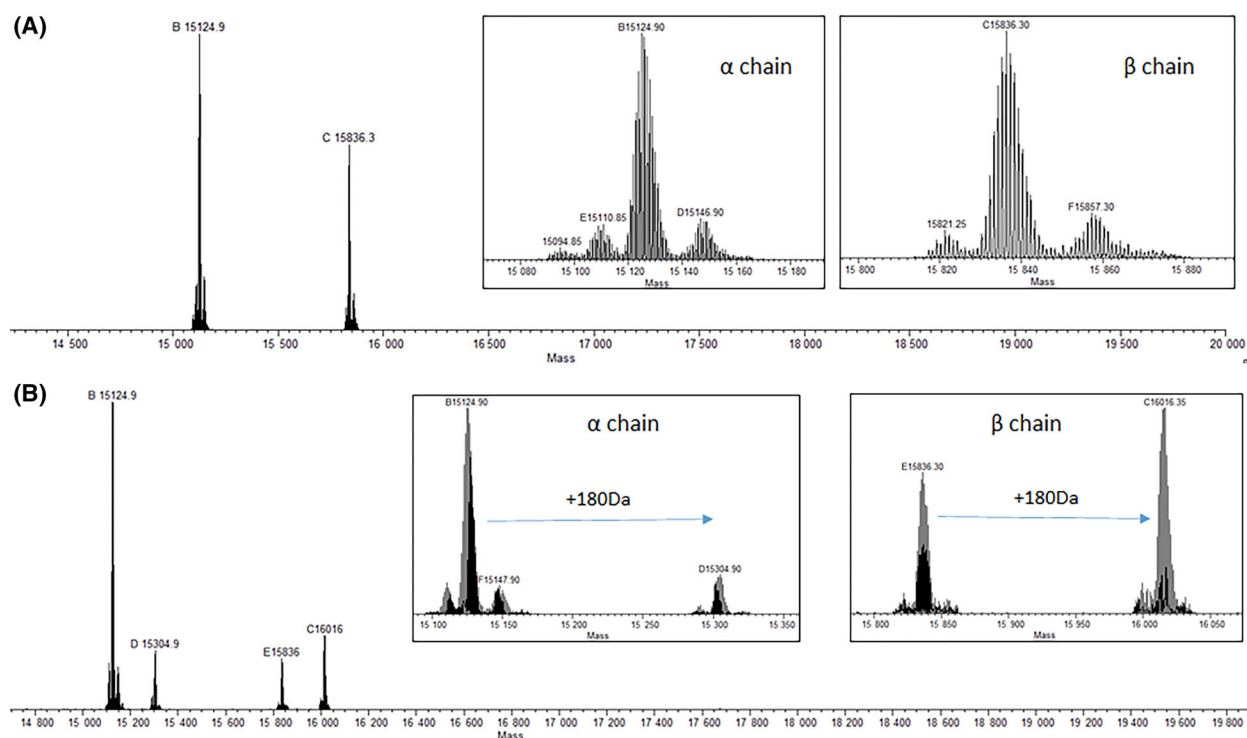 (A)
B 15124.9
C 15836.3
14 500 15 000 15 500 16 000 16 500 17 000 17 500 18 000 18 500 19 000 19 500 20 000
Mass
B15124.90
α chain
E15110.85
D15146.90
15094.85
15 080 15 100 15 120 15 140 15 160 15 180
Mass
C15836.30
β chain
F15857.30
15821.25
15 800 15 820 15 840 15 860 15 880
Mass
(B)
B 15124.9
D 15304.9
E15836
C16016
14 800 15 000 15 200 15 400 15 600 15 800 16 000 16 200 16 400 16 600 16 800 17 000 17 200 17 400 17 600 17 800 18 000 18 200 18 400 18 600 18 800 19 000 19 200 19 400 19 600 19 800
Mass
B15124.90
α chain
+180Da
F15147.90
D15304.90
15 100 15 150 15 200 15 250 15 300 15 350
Mass
C16016.35
β chain
E15836.30
+180Da
15 800 15 850 15 900 15 950 16 000 16 050
Mass